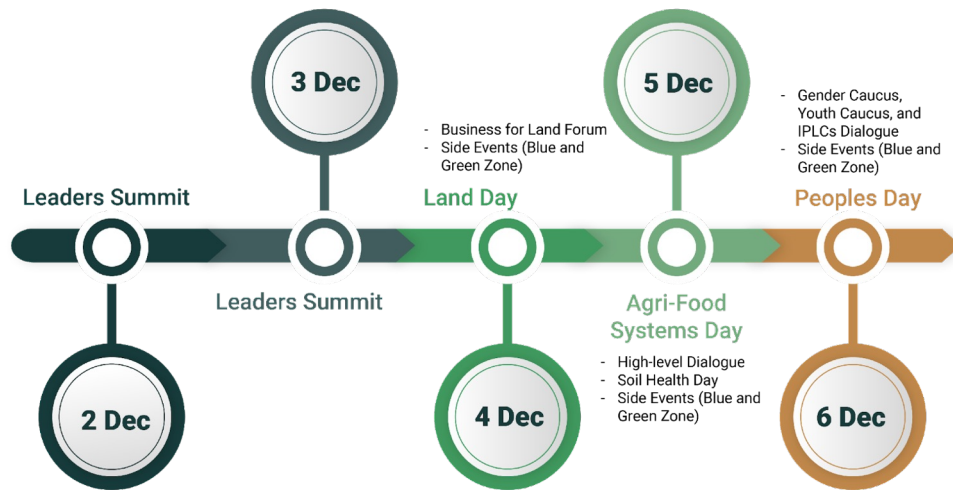 3 Dec
5 Dec
- Gender Caucus,
Youth Caucus, and
IPLCs Dialogue
- Side Events (Blue and
Green Zone)
- Business for Land Forum
- Side Events (Blue and
Green Zone)
Leaders Summit
Land Day
Peoples Day
Leaders Summit
Agri-Food
Systems Day
- High-level Dialogue
- Soil Health Day
- Side Events (Blue and
Green Zone)
2 Dec
4 Dec
6 Dec